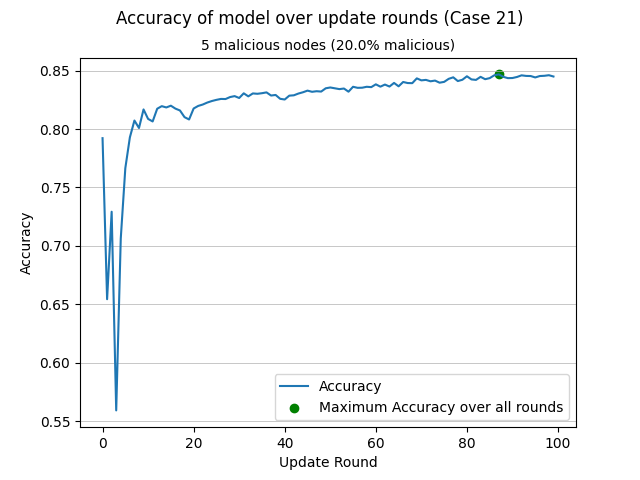 Accuracy of model over update rounds (Case 21)
5 malicious nodes (20.0% malicious)
0.85
0.80
0.75
0.70
0.65
0.60
0.55
Accuracy
Accuracy
Maximum Accuracy over all rounds
0 20 40 60 80 100
Update Round